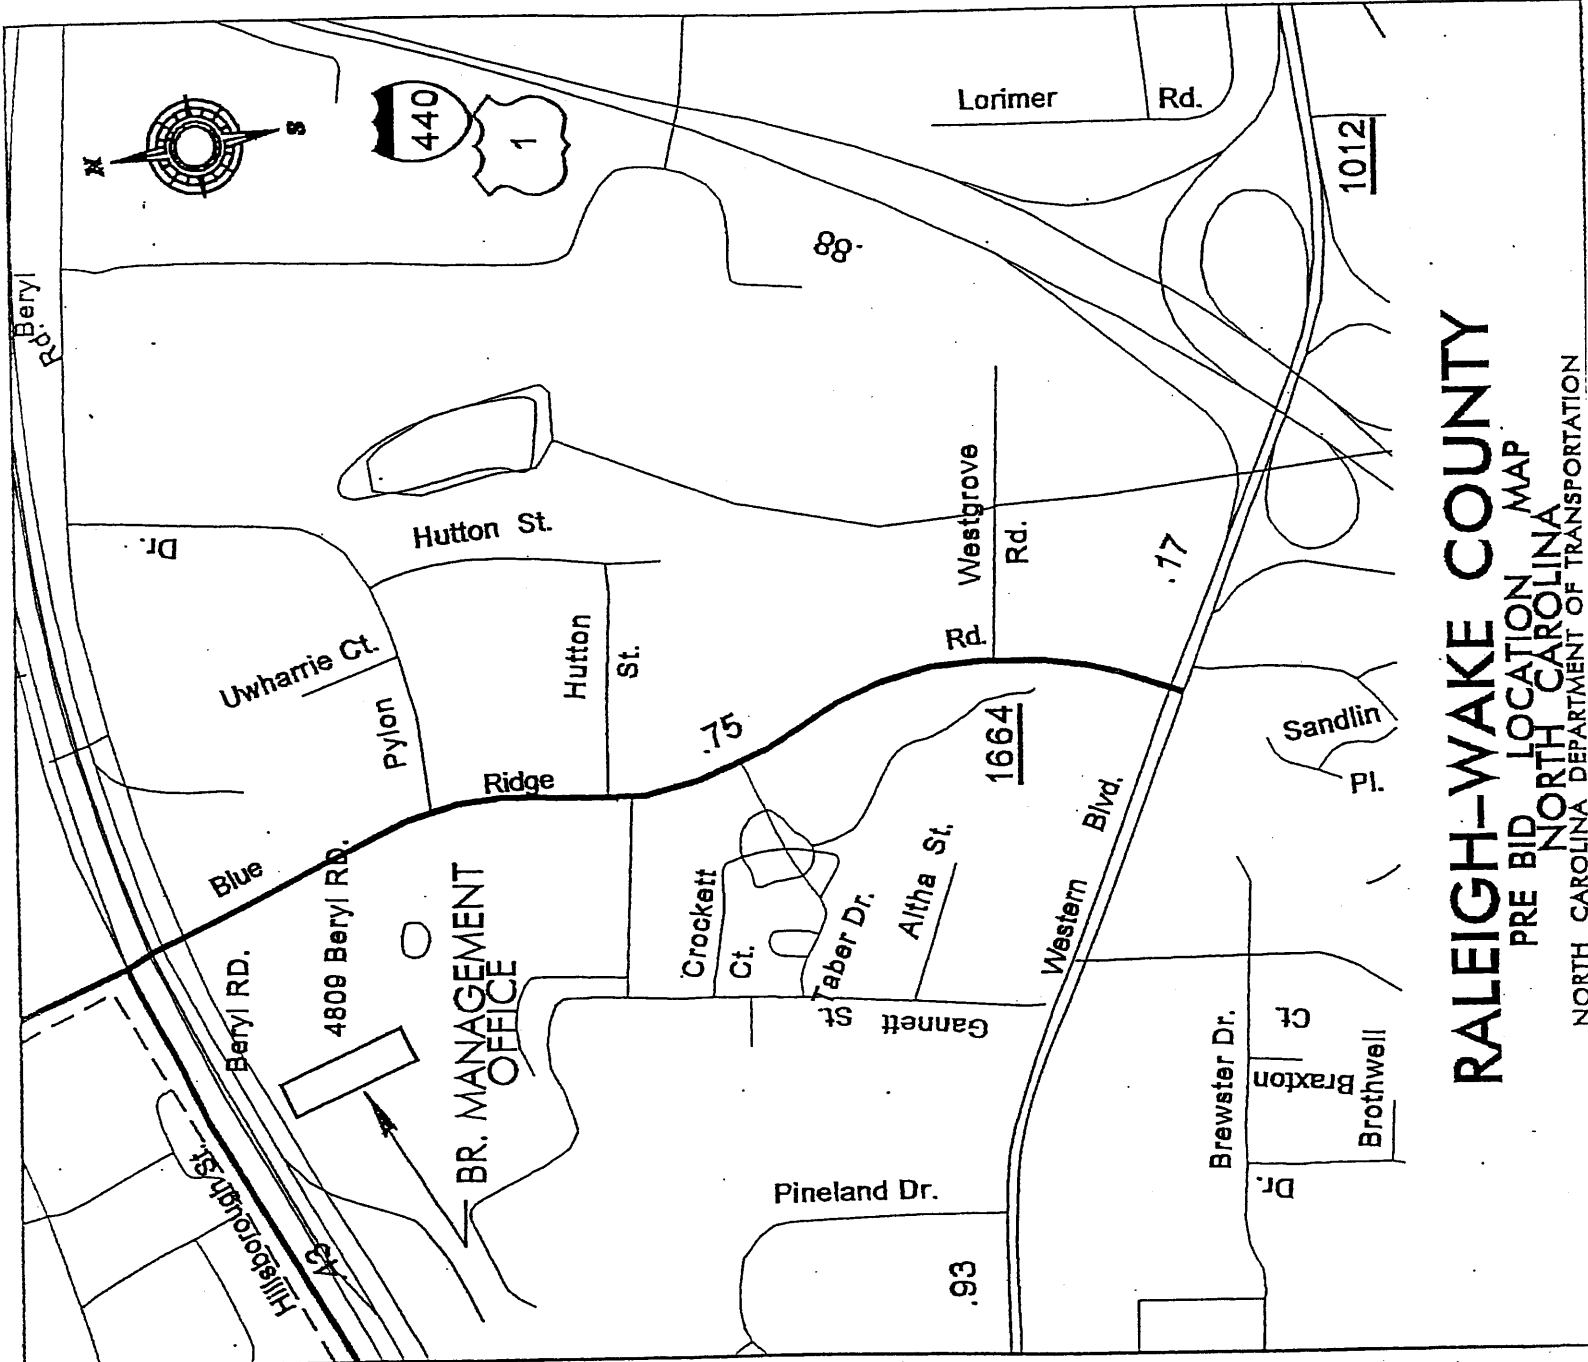 N
S
440
1
Lorimer Rd.
1012
Beryl
Rd.
.88
Hutton St.
Dr.
Westgrove
Rd.
.17
Uwharrie Ct.
Hutton
St.
Rd.
Pylon
.75
1664
Sandlin
Pl.
Ridge
Blue
Blvd.
Western
Altha St.
Crockett
Ct.
Taber Dr.
4809 Beryl RD.
Beryl RD.
BR. MANAGEMENT
OFFICE
Gannett St.
Brewster Dr.
Braxton
Ct.
Brothwell
Dr.
Hillsborough St.
.43
Pineland Dr.
.93
RALEIGH-WAKE COUNTY
PRE BID LOCATION MAP
NORTH CAROLINA
NORTH CAROLINA DEPARTMENT OF TRANSPORTATION